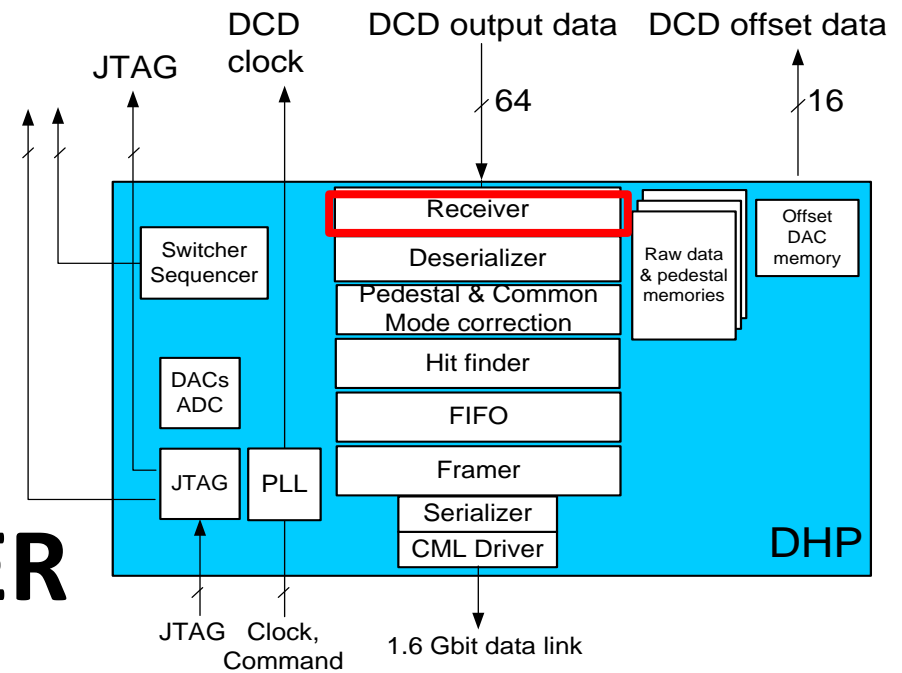 DCD
clock
DCD output data
DCD offset data
JTAG
64
16
Receiver
Deserializer
Pedestal & Common
Mode correction
Hit finder
FIFO
Framer
Serializer
CML Driver
Raw data
& pedestal
memories
Offset
DAC
memory
Switcher
Sequencer
DACs
ADC
JTAG
PLL
DHP
ER
JTAG
Clock,
Command
1.6 Gbit data link